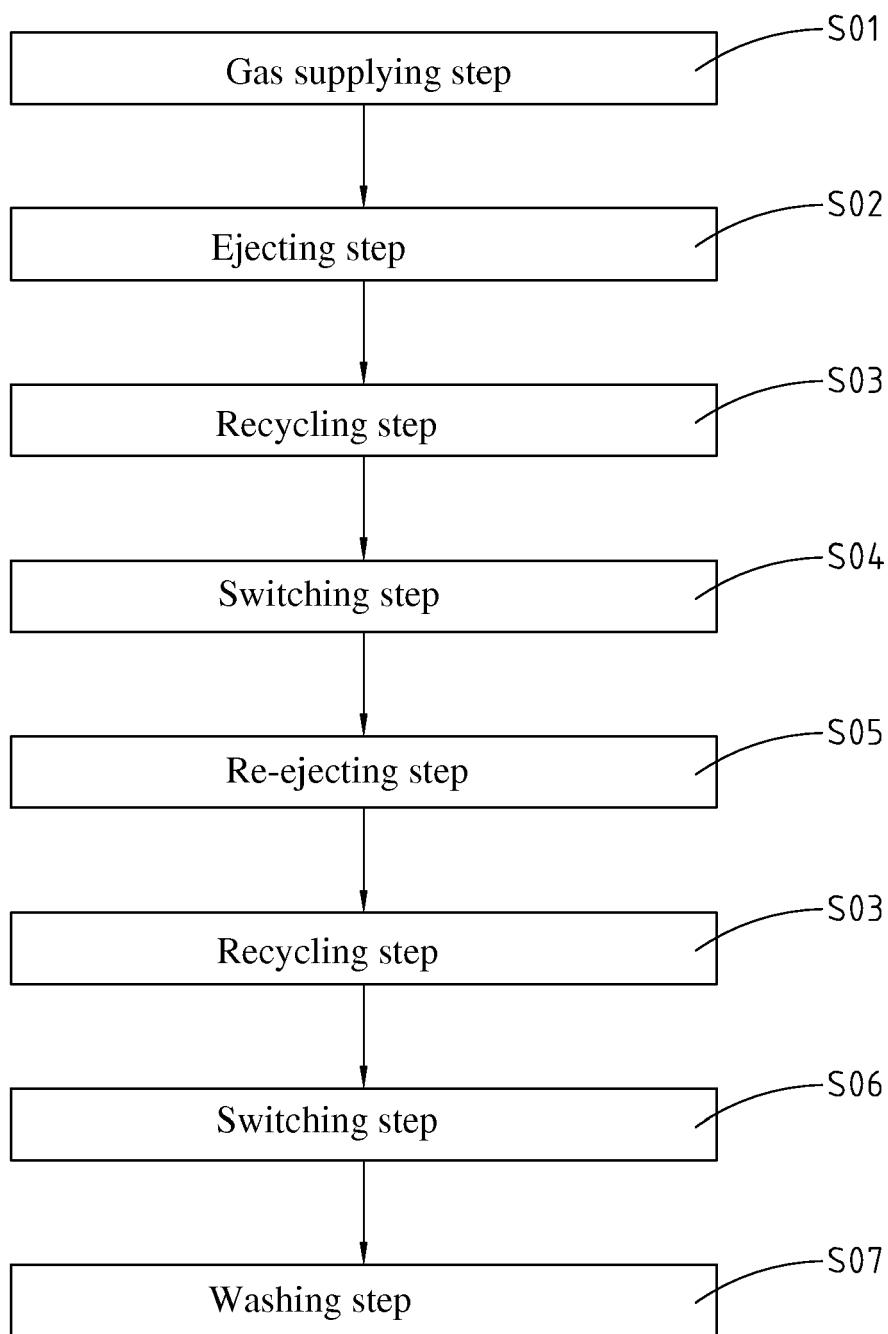 S01
Gas supplying step
S02
Ejecting step
S03
Recycling step
S04
Switching step
S05
Re-ejecting step
S03
Recycling step
S06
Switching step
S07
Washing step